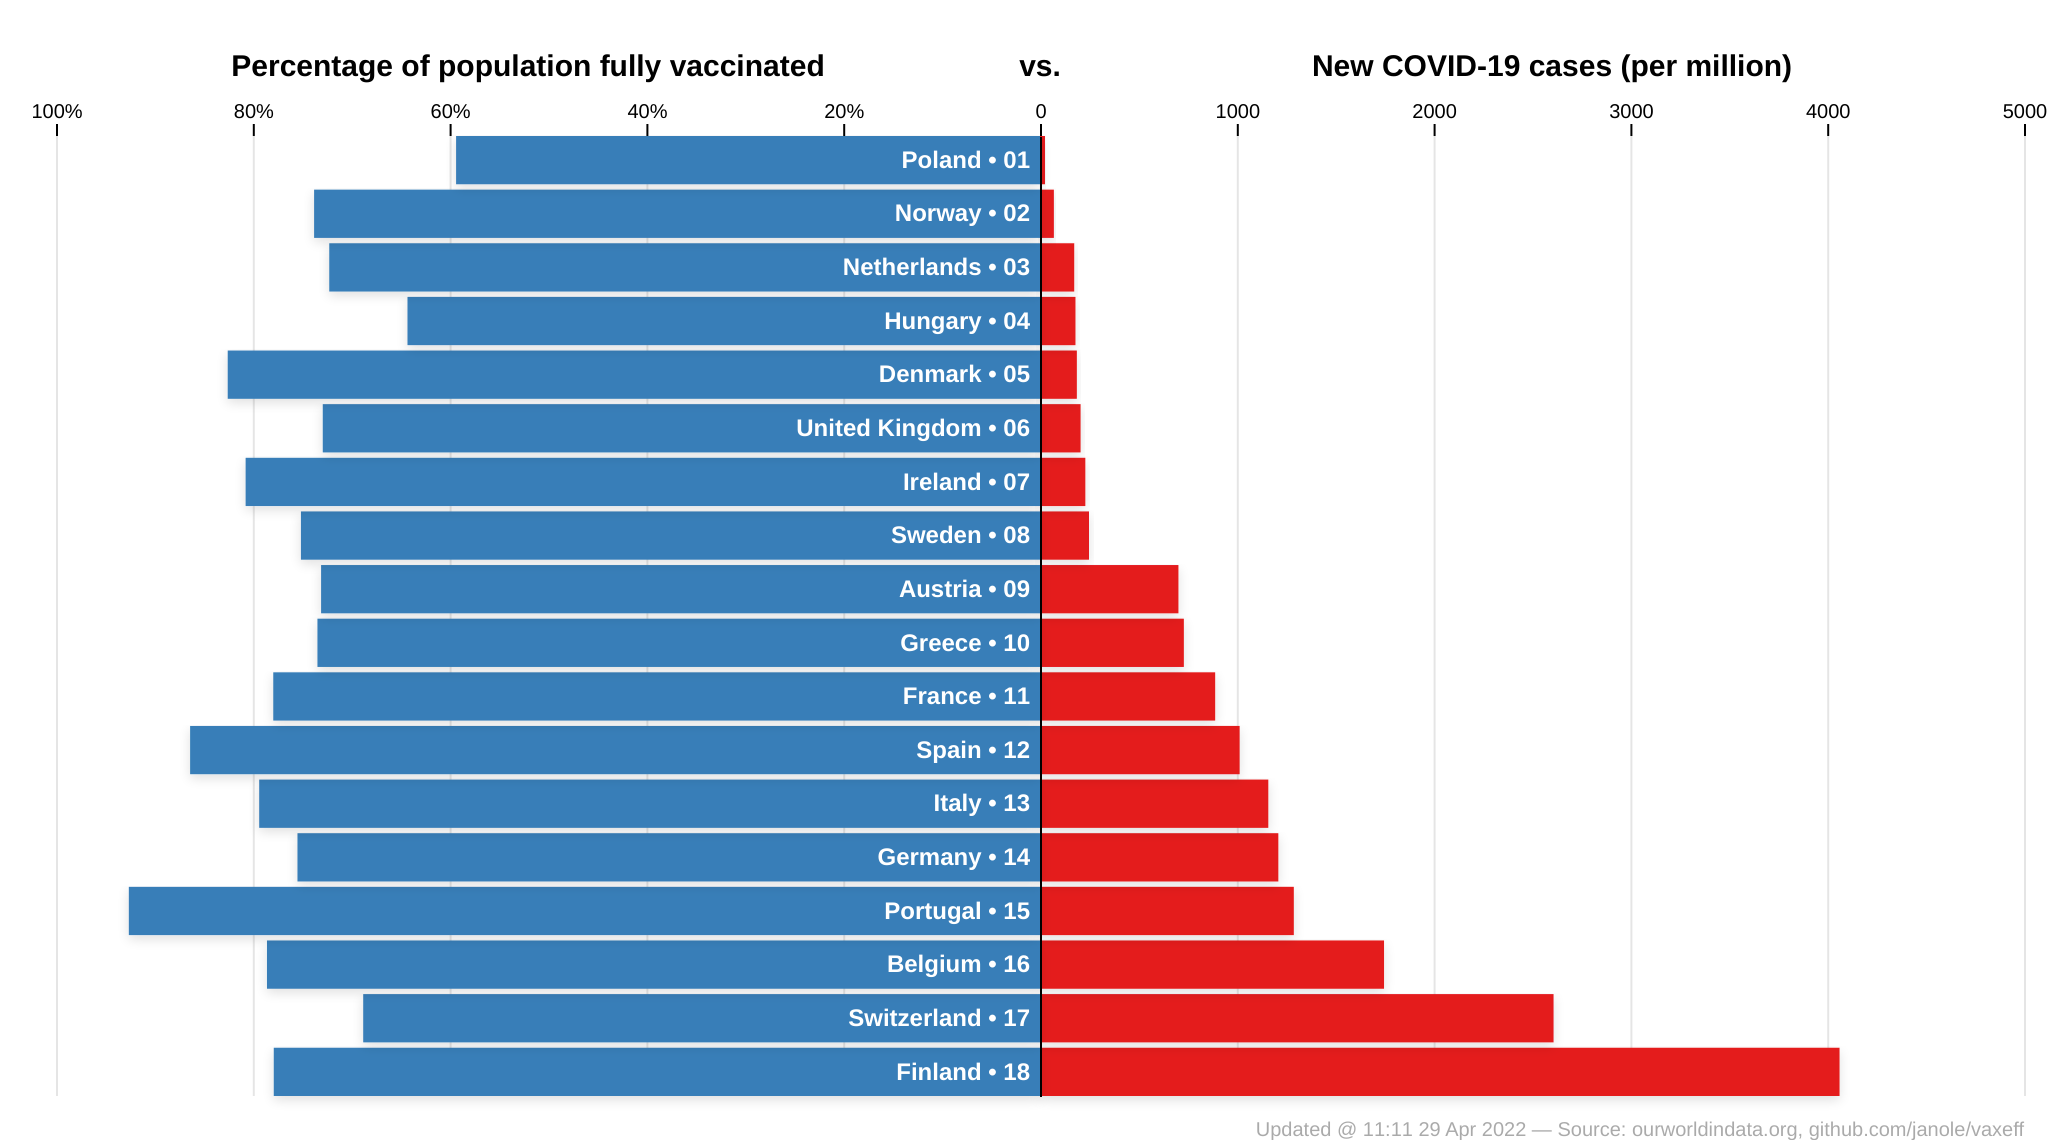 Percentage of population fully vaccinated vs. New COVID-19 cases (per million)
100% 80% 60% 40% 20% 0 1000 2000 3000 4000 5000
Poland • 01
Norway • 02
Netherlands • 03
Hungary • 04
Denmark • 05
United Kingdom • 06
Ireland • 07
Sweden • 08
Austria • 09
Greece • 10
France • 11
Spain • 12
Italy • 13
Germany • 14
Portugal • 15
Belgium • 16
Switzerland • 17
Finland • 18
Updated @ 11:11 29 Apr 2022 — Source: ourworldindata.org, github.com/janole/vaxeff